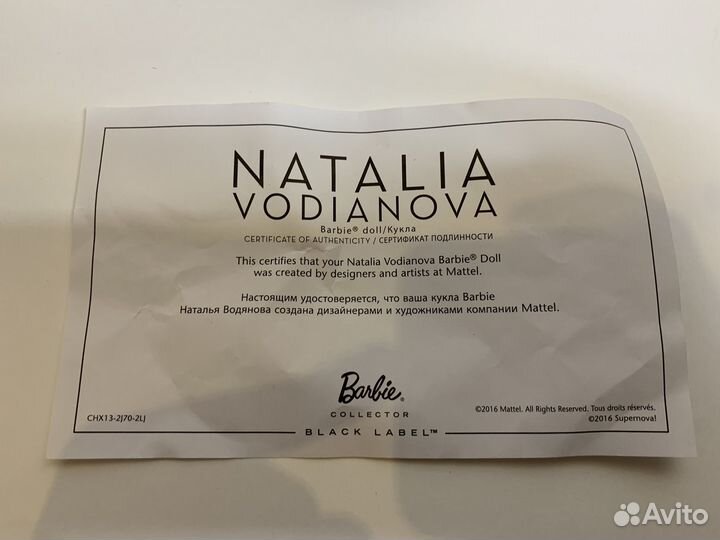 NATALIA
VODIANOVA
Barbie® doll/Кукла
CERTIFICATE OF AUTHENTICITY / СЕРТИФИКАТ ПОДЛИННОСТИ
This certifies that your Natalia Vodianova Barbie® Doll
was created by designers and artists at Mattel.
Настоящим удостоверяется, что ваша кукла Barbie
Наталья Водянова создана дизайнерами и художниками компании Mattel.
Barbie®
COLLECTOR
BLACK LABEL™
CHX13-2J70-2LJ
©2016 Mattel. All Rights Reserved. Tous droits réservés.
©2016 Supernova!
Avito